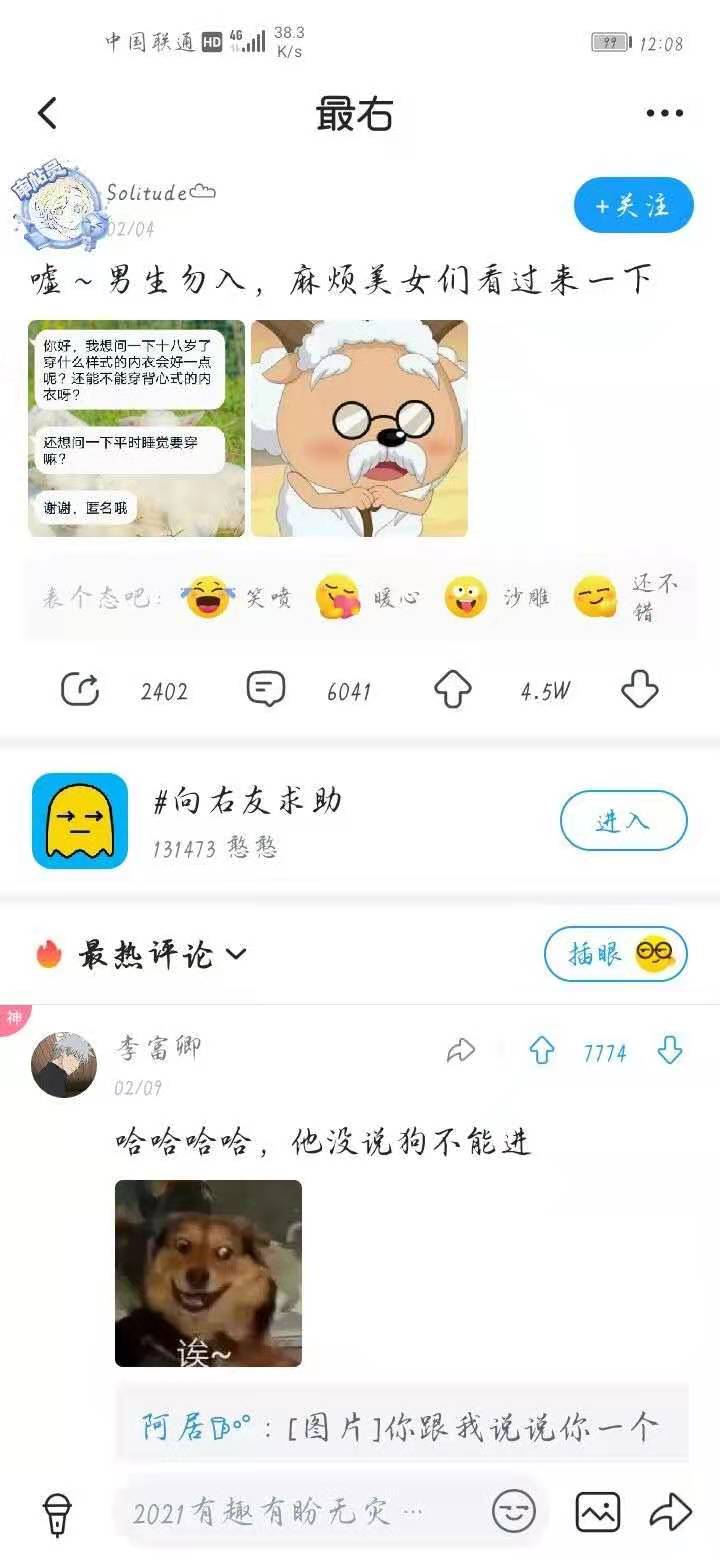 中国联通 HD 4G 38.3 K/s 99 12:08
最右
审帖员
Solitude
02/04
+关注
嘘~男生勿入，麻烦美女们看过来一下
你好，我想问一下十八岁了
穿什么样式的内衣会好一点
呢？还能不能穿背心式的内
衣呀？
还想问一下平时睡觉要穿
嘛？
谢谢，匿名哦
表个态吧： 笑喷 暖心 沙雕 还不错
2402 6041 4.5W
#向右友求助
131473 憨憨
进入
最热评论
插眼
神
李富卿
7774
02/09
哈哈哈哈，他没说狗不能进
诶~
阿居：[图片]你跟我说说你一个
2021有趣有盼无灾…